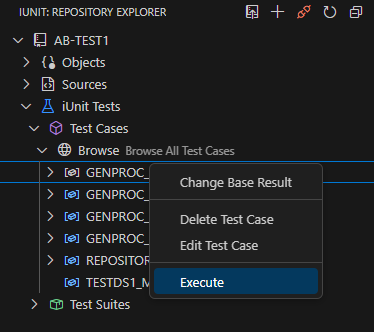 IUNIT: REPOSITORY EXPLORER
AB-TEST1
Objects
Sources
iUnit Tests
Test Cases
Browse Browse All Test Cases
GENPROC_
GENPROC_
GENPROC_
GENPROC_
REPOSITOR
TESTDS1_M
Test Suites
Change Base Result
Delete Test Case
Edit Test Case
Execute